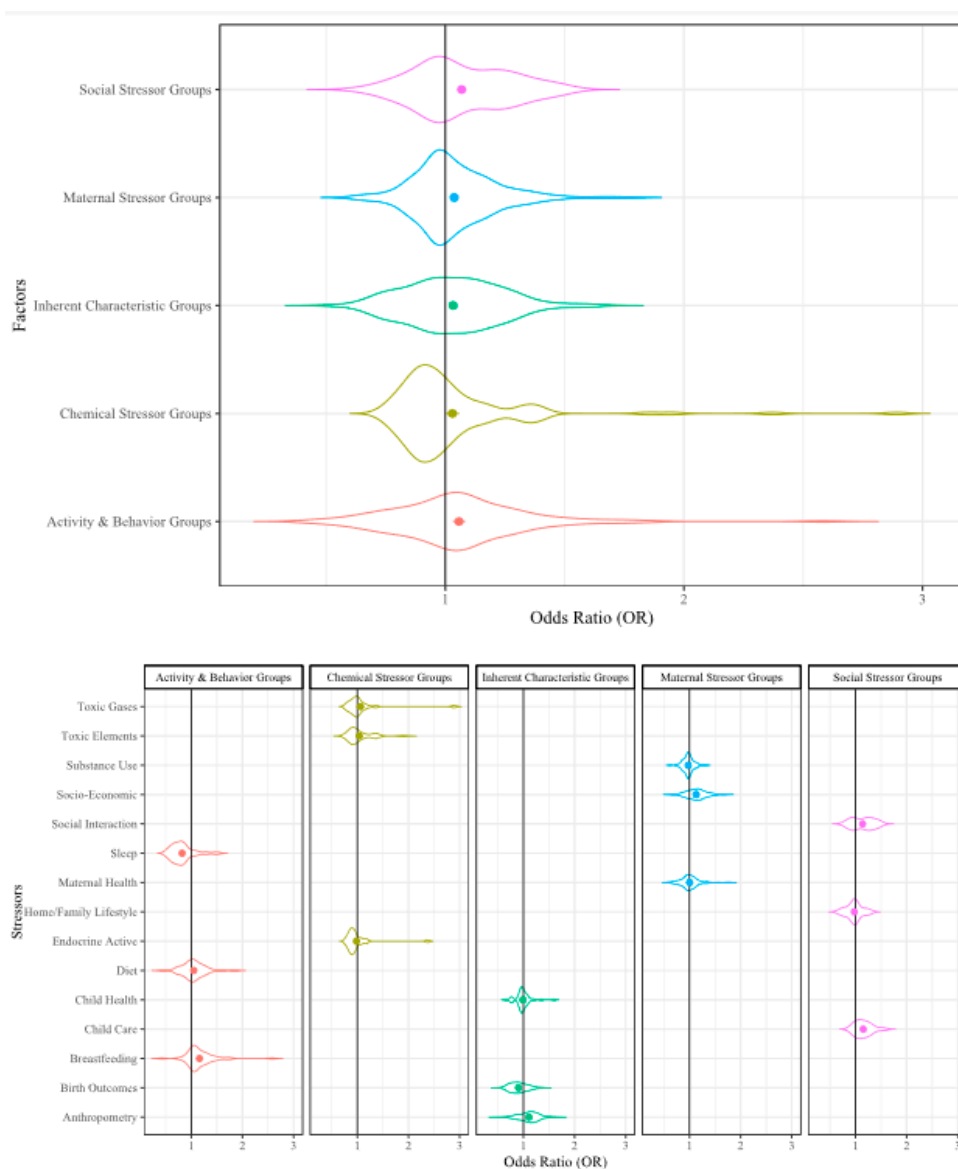 Factors
Social Stressor Groups
Maternal Stressor Groups
Inherent Characteristic Groups
Chemical Stressor Groups
Activity & Behavior Groups
1 2 3
Odds Ratio (OR)
Activity & Behavior Groups Chemical Stressor Groups Inherent Characteristic Groups Maternal Stressor Groups Social Stressor Groups
Stressors
Toxic Gases
Toxic Elements
Substance Use
Socio-Economic
Social Interaction
Sleep
Maternal Health
Home/Family Lifestyle
Endocrine Active
Diet
Child Health
Child Care
Breastfeeding
Birth Outcomes
Anthropometry
1 2 3 1 2 3 1 2 3 1 2 3 1 2 3
Odds Ratio (OR)